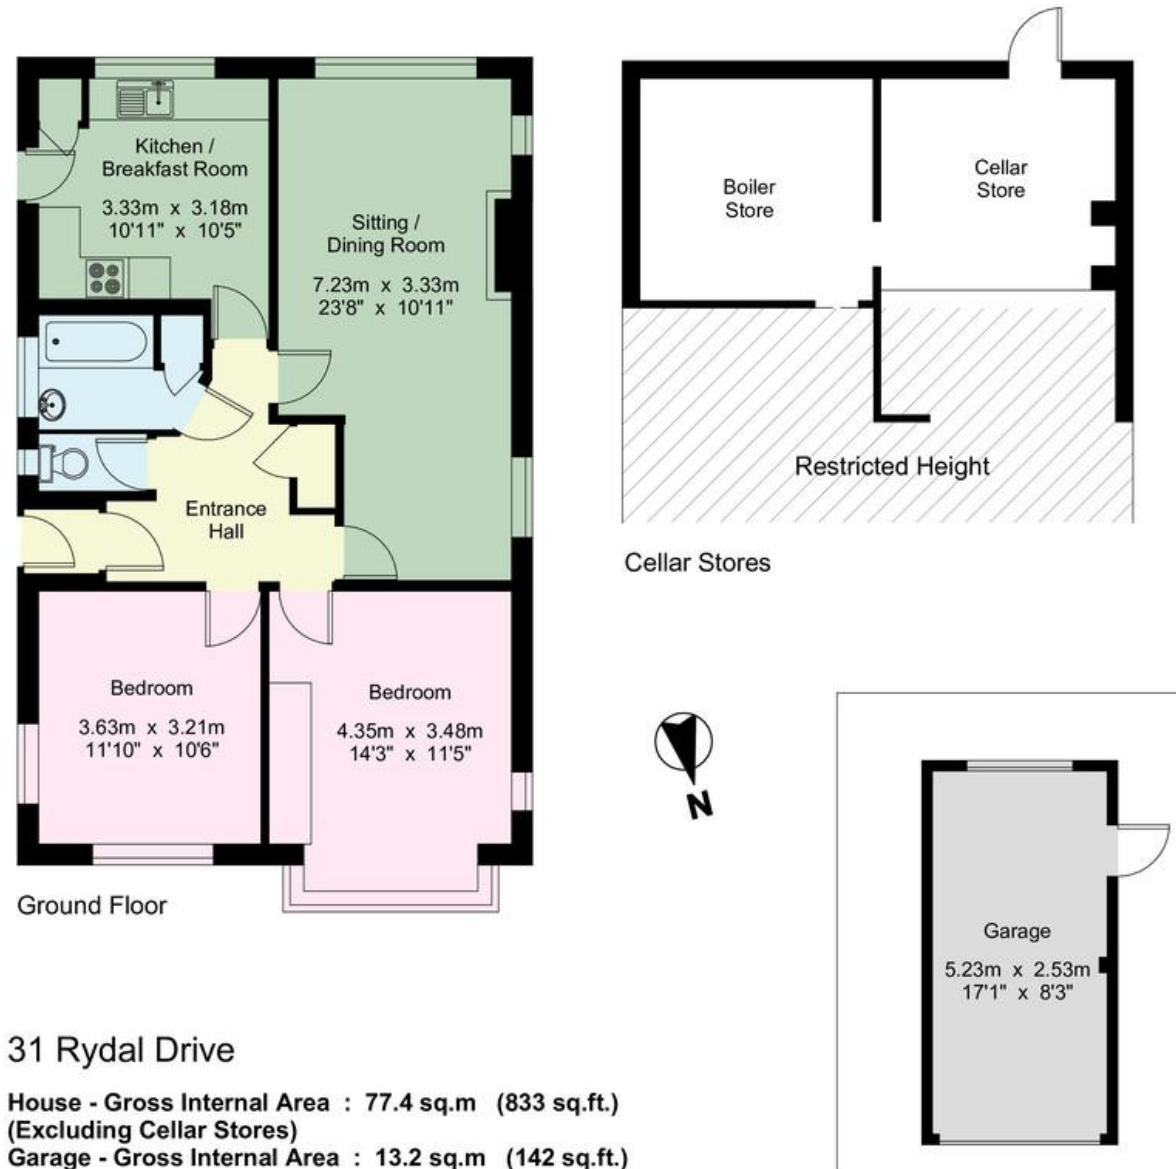 Kitchen /
Breakfast Room
3.33m x 3.18m
10'11" x 10'5"
Sitting /
Dining Room
7.23m x 3.33m
23'8" x 10'11"
Entrance
Hall
Bedroom
3.63m x 3.21m
11'10" x 10'6"
Bedroom
4.35m x 3.48m
14'3" x 11'5"
Ground Floor
Boiler
Store
Cellar
Store
Restricted Height
Cellar Stores
N
Garage
5.23m x 2.53m
17'1" x 8'3"
31 Rydal Drive
House - Gross Internal Area : 77.4 sq.m (833 sq.ft.)
(Excluding Cellar Stores)
Garage - Gross Internal Area : 13.2 sq.m (142 sq.ft.)